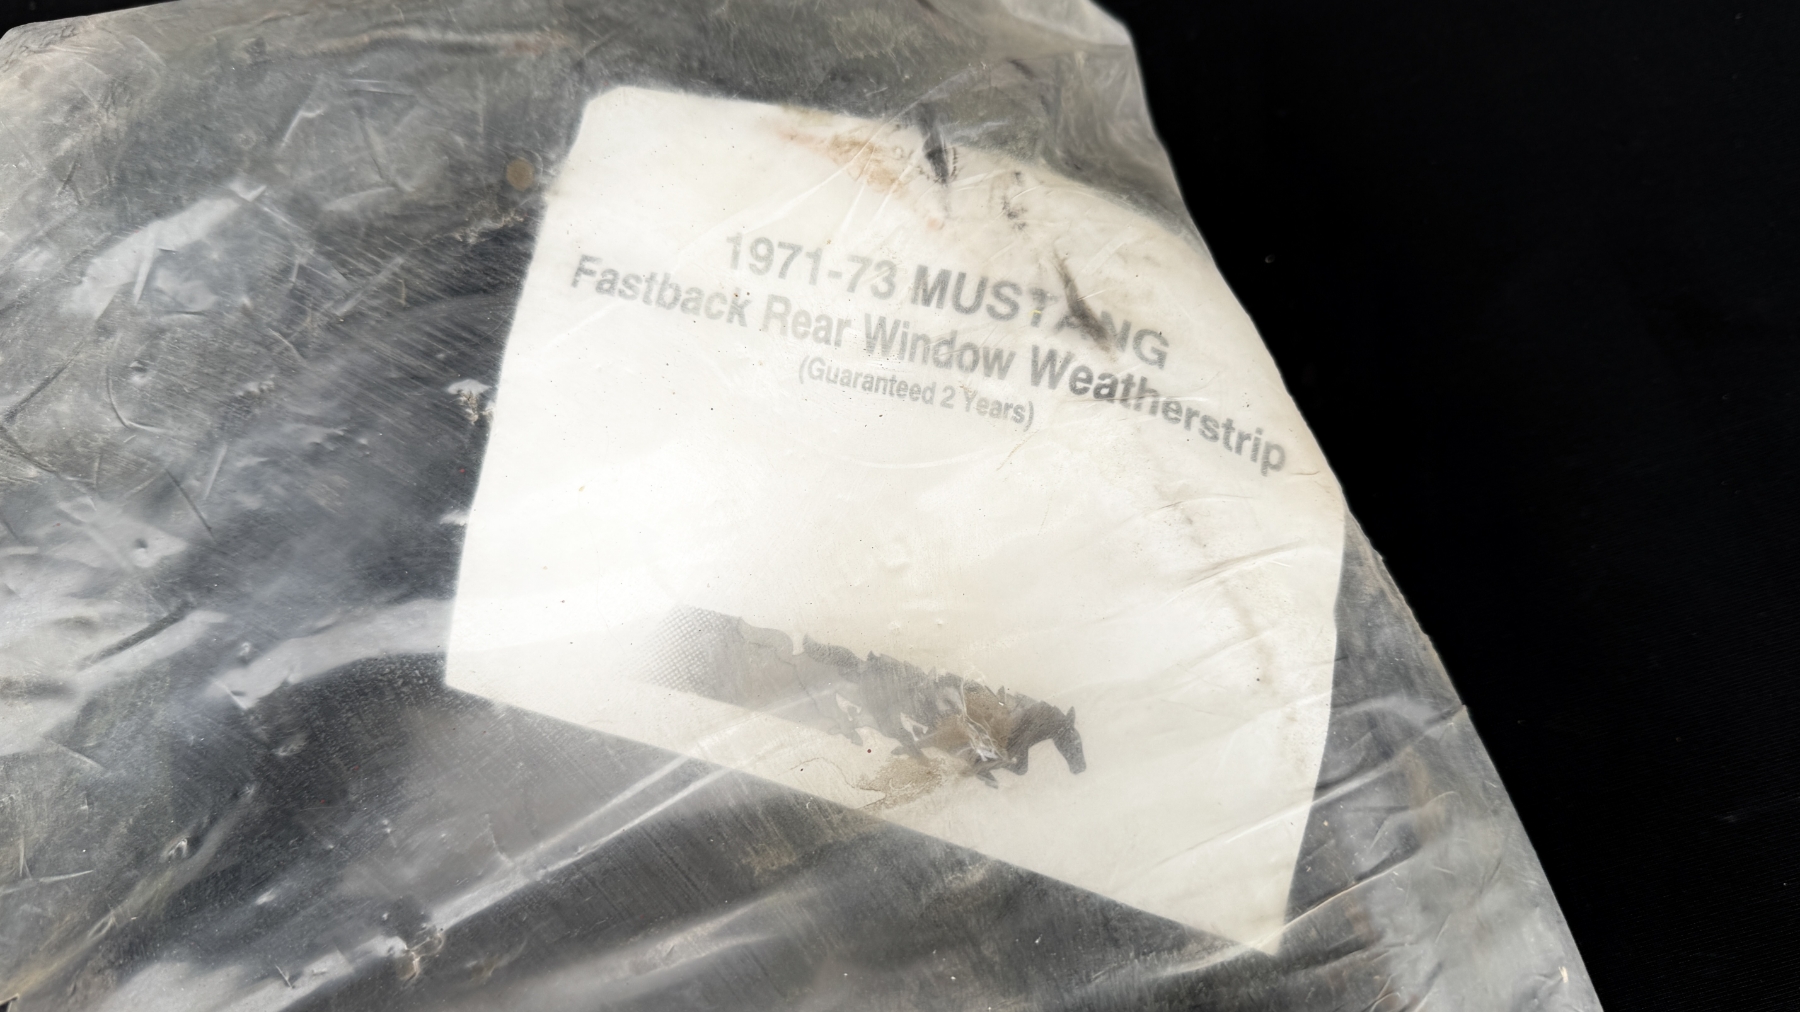 1971-73 MUSTANG
Fastback Rear Window Weatherstrip
(Guaranteed 2 Years)